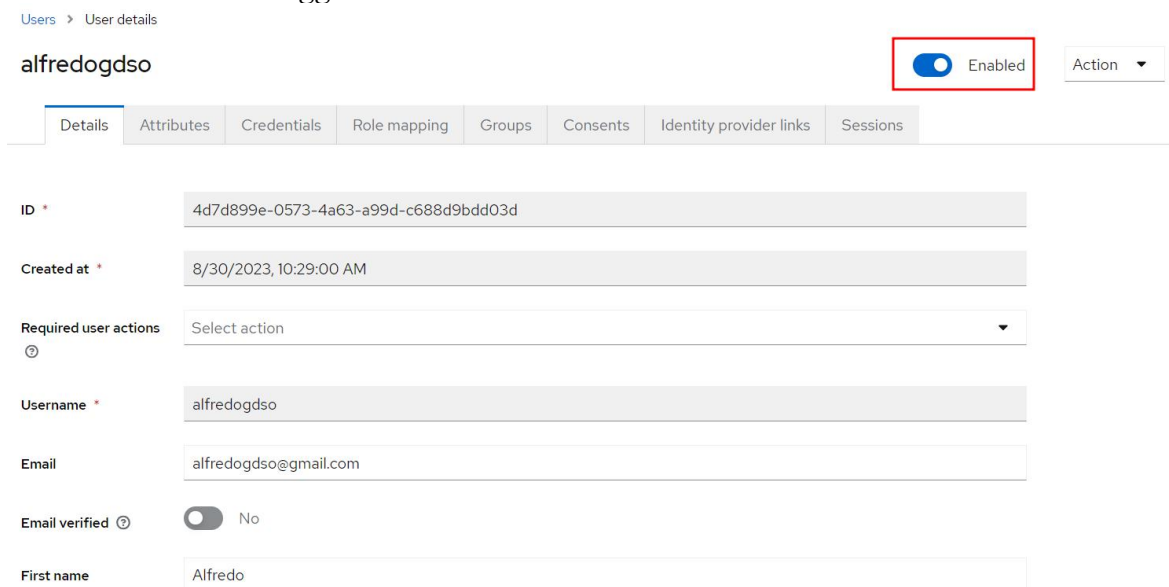 Users > User details
alfredogdso
Enabled
Action
Details Attributes Credentials Role mapping Groups Consents Identity provider links Sessions
ID * 4d7d899e-0573-4a63-a99d-c688d9bdd03d
Created at * 8/30/2023, 10:29:00 AM
Required user actions Select action
Username * alfredogdso
Email alfredogdso@gmail.com
Email verified No
First name Alfredo